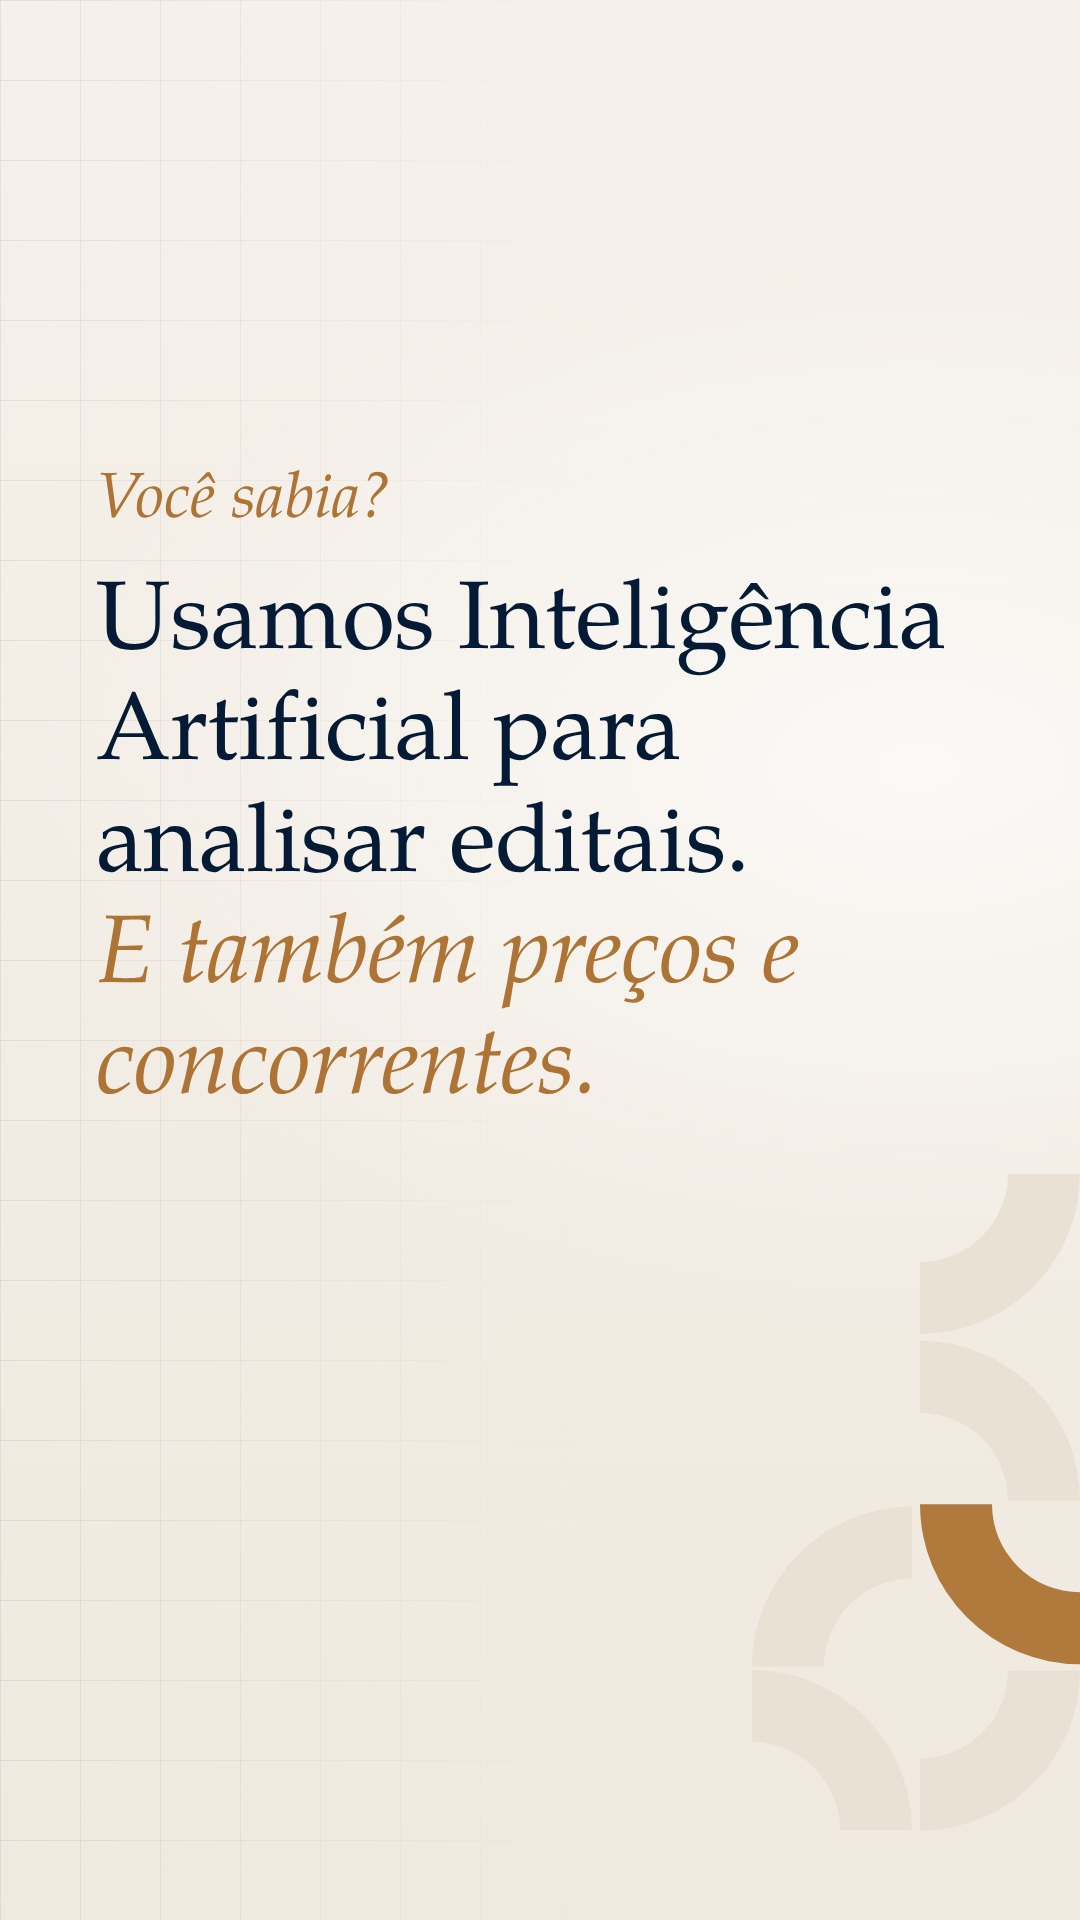 Você sabia?
Usamos Inteligência
Artificial para
analisar editais.
E também preços e
concorrentes.